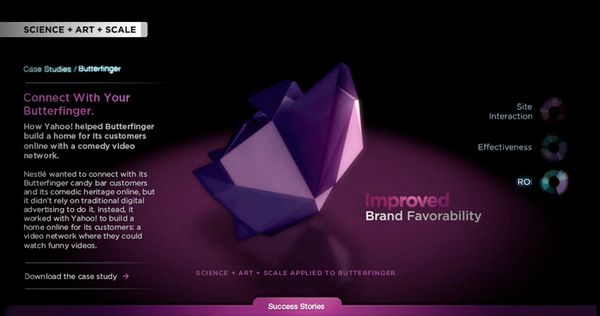 SCIENCE + ART + SCALE
Case Studies / Butterfinger
Connect With Your
Butterfinger.
How Yahoo! helped Butterfinger
build a home for its customers
online with a comedy video
network.
Nestlé wanted to connect with its
Butterfinger candy bar customers
and its comedic heritage online, but
it didn't rely on traditional digital
advertising to do it. Instead, it
worked with Yahoo! to build a
home online for its customers: a
video network where they could
watch funny videos.
Download the case study →
Site
Interaction
Effectiveness
ROI
Improved
Brand Favorability
SCIENCE + ART + SCALE APPLIED TO BUTTERFINGER.
Success Stories